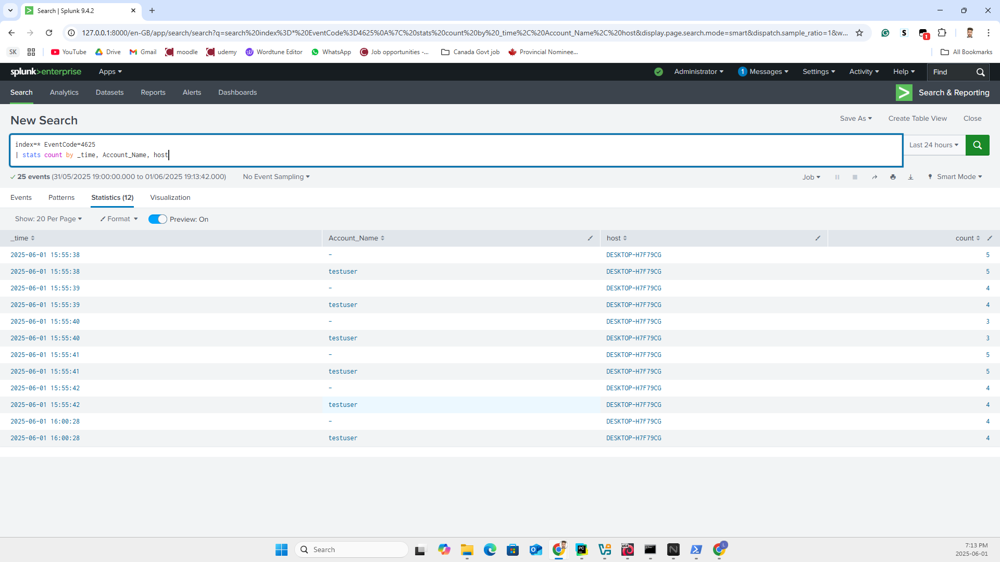 Search | Splunk 9.4.2
127.0.0.1:8000/en-GB/app/search/search?q=search%20index%3D*%20EventCode%3D4625%0A%7C%20stats%20count%20by%20_time%2C%20Account_Name%2C%20host&display.page.search.mode=smart&dispatch.sample_ratio=1&w...
1
SK YouTube Drive Gmail moodle udemy Wordtune Editor WhatsApp Job opportunities -... Canada Govt job Provincial Nominee... All Bookmarks
splunk>enterprise Apps Administrator 1 Messages Settings Activity Help Find
Search Analytics Datasets Reports Alerts Dashboards Search & Reporting
New Search Save As Create Table View Close
index=* EventCode=4625
| stats count by _time, Account_Name, host
Last 24 hours
25 events (31/05/2025 19:00:00.000 to 01/06/2025 19:13:42.000) No Event Sampling Job Smart Mode
Events Patterns Statistics (12) Visualization
Show: 20 Per Page Format Preview: On
_time Account_Name host count
2025-06-01 15:55:38 - DESKTOP-H7F79CG 5
2025-06-01 15:55:38 testuser DESKTOP-H7F79CG 5
2025-06-01 15:55:39 - DESKTOP-H7F79CG 4
2025-06-01 15:55:39 testuser DESKTOP-H7F79CG 4
2025-06-01 15:55:40 - DESKTOP-H7F79CG 3
2025-06-01 15:55:40 testuser DESKTOP-H7F79CG 3
2025-06-01 15:55:41 - DESKTOP-H7F79CG 5
2025-06-01 15:55:41 testuser DESKTOP-H7F79CG 5
2025-06-01 15:55:42 - DESKTOP-H7F79CG 4
2025-06-01 15:55:42 testuser DESKTOP-H7F79CG 4
2025-06-01 16:00:28 - DESKTOP-H7F79CG 4
2025-06-01 16:00:28 testuser DESKTOP-H7F79CG 4
Search
7:13 PM
2025-06-01